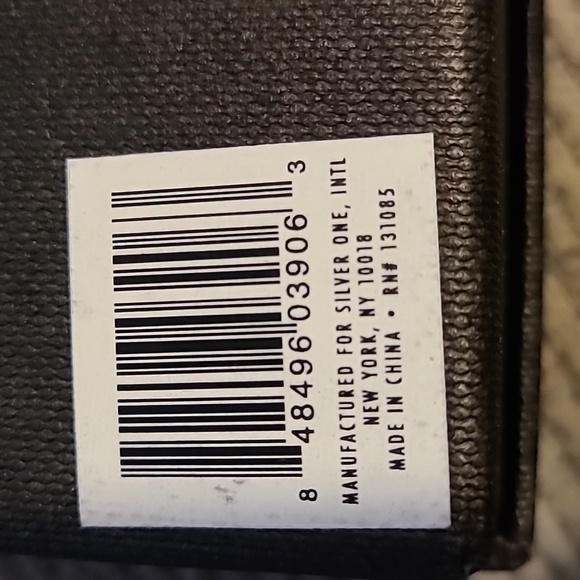 8 48496 03906 3
MANUFACTURED FOR SILVER ONE, INTL
NEW YORK, NY 10018
MADE IN CHINA • RN# 131085